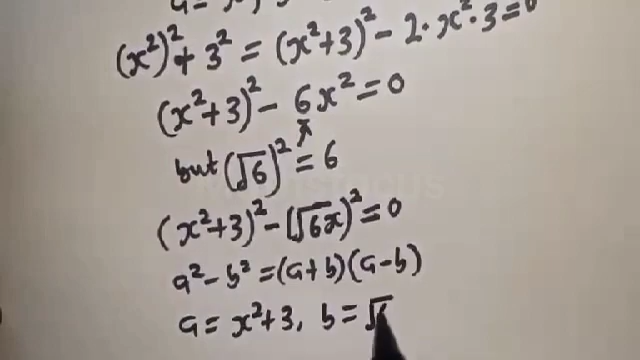 a =
(x²)² + 3² = (x²+3)² - 2·x²·3 = 0
(x²+3)² - 6x² = 0
but (√6)² = 6
(x²+3)² - (√6x)² = 0
a² - b² = (a+b)(a-b)
a = x²+3, b = √6